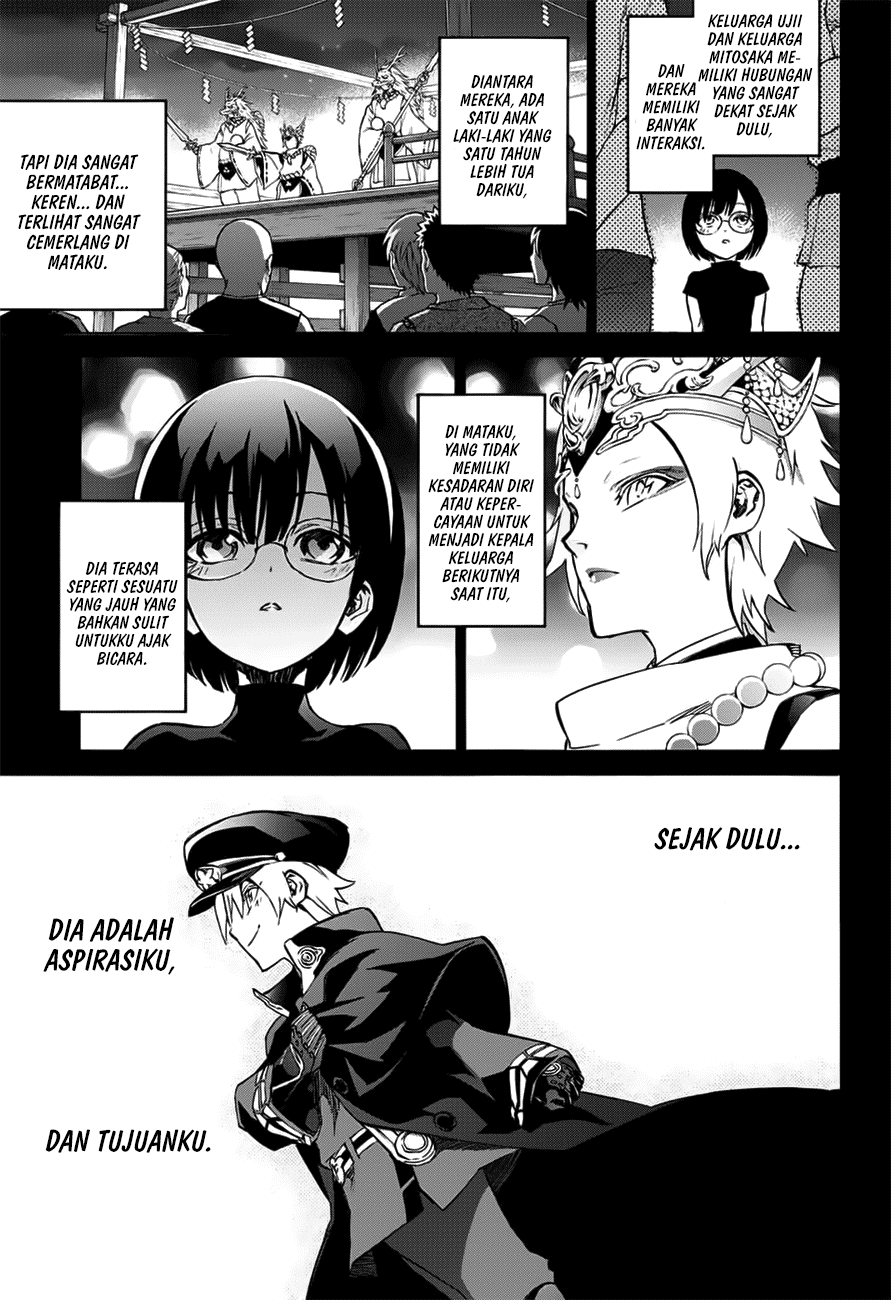 KELUARGA UJII
DAN KELUARGA
MITOSAKA ME-
MILIKI HUBUNGAN
YANG SANGAT
DEKAT SEJAK
DULU,
DAN
MEREKA
MEMILIKI
BANYAK
INTERAKSI.
DIANTARA
MEREKA, ADA
SATU ANAK
LAKI-LAKI YANG
SATU TAHUN
LEBIH TUA
DARIKU,
TAPI DIA SANGAT
BERMATABAT...
KEREN... DAN
TERLIHAT SANGAT
CEMERLANG DI
MATAKU.
DI MATAKU,
YANG TIDAK
MEMILIKI
KESADARAN DIRI
ATAU KEPER-
CAYAAN UNTUK
MENJADI KEPALA
KELUARGA
BERIKUTNYA
SAAT ITU,
DIA TERASA
SEPERTI SESUATU
YANG JAUH YANG
BAHKAN SULIT
UNTUKKU AJAK
BICARA.
SEJAK DULU...
DIA ADALAH
ASPIRASIKU,
DAN TUJUANKU.